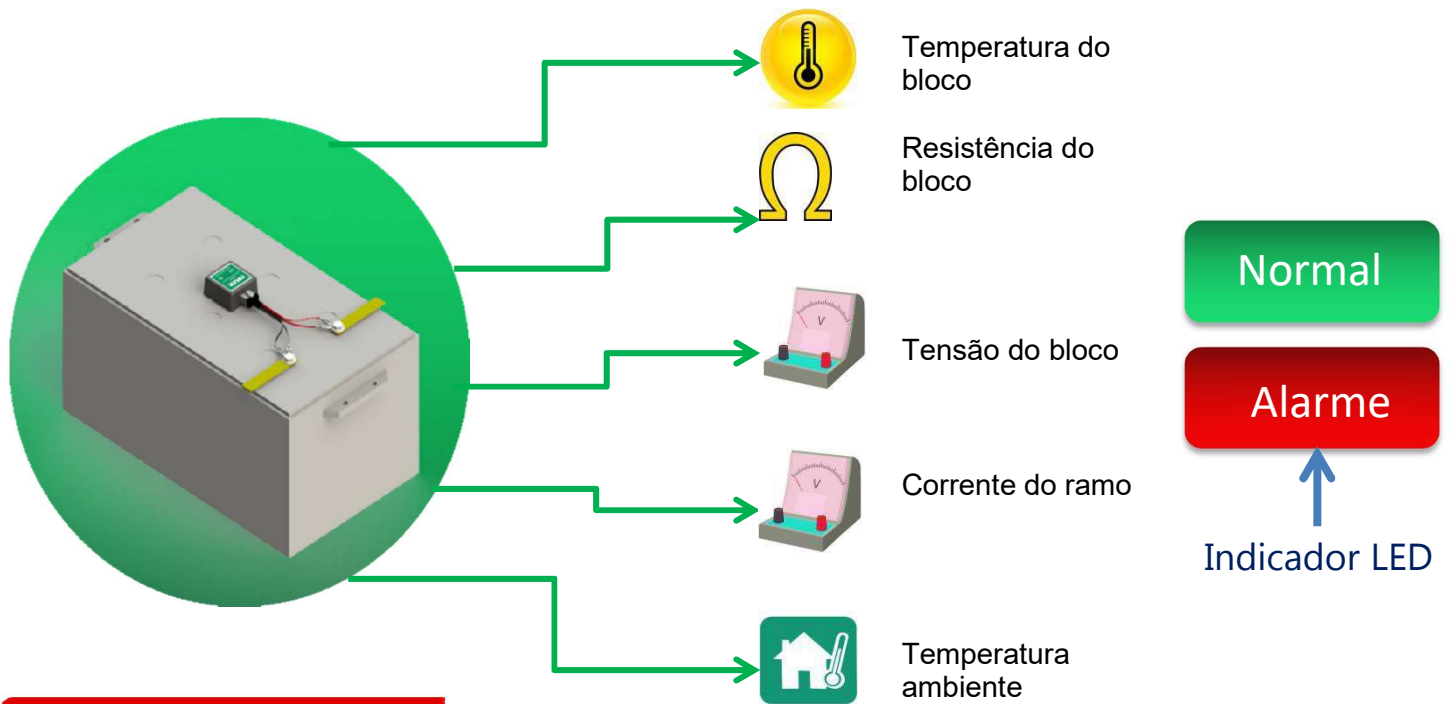 Temperatura do
bloco
Resistência do
bloco
Tensão do bloco
V
Corrente do ramo
V
Temperatura
ambiente
Normal
Alarme
Indicador LED